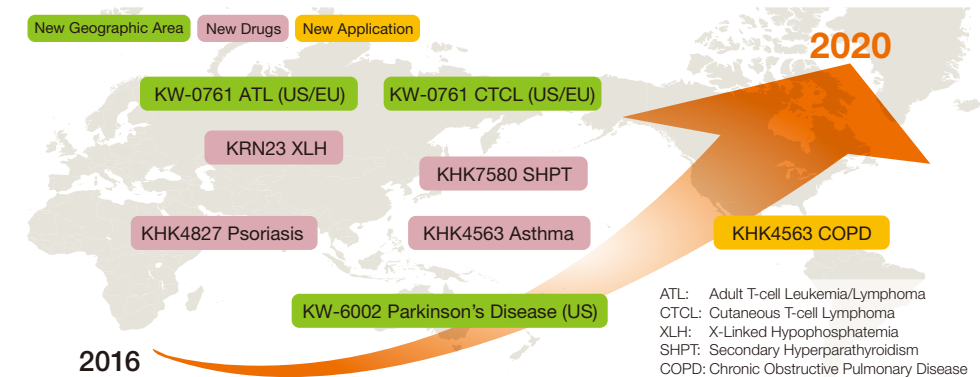 New Geographic Area
New Drugs
New Application
2020
KW-0761 ATL (US/EU)
KW-0761 CTCL (US/EU)
KRN23 XLH
KHK7580 SHPT
KHK4827 Psoriasis
KHK4563 Asthma
KHK4563 COPD
KW-6002 Parkinson's Disease (US)
2016
ATL: Adult T-cell Leukemia/Lymphoma
CTCL: Cutaneous T-cell Lymphoma
XLH: X-Linked Hypophosphatemia
SHPT: Secondary Hyperparathyroidism
COPD: Chronic Obstructive Pulmonary Disease